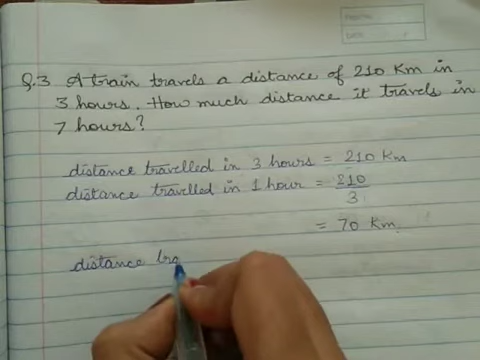 Q.3 A train travels a distance of 210 Km in
3 hours. How much distance it travels in
7 hours?
distance travelled in 3 hours = 210 Km
distance travelled in 1 hour = 210/3
= 70 Km.
distance tra